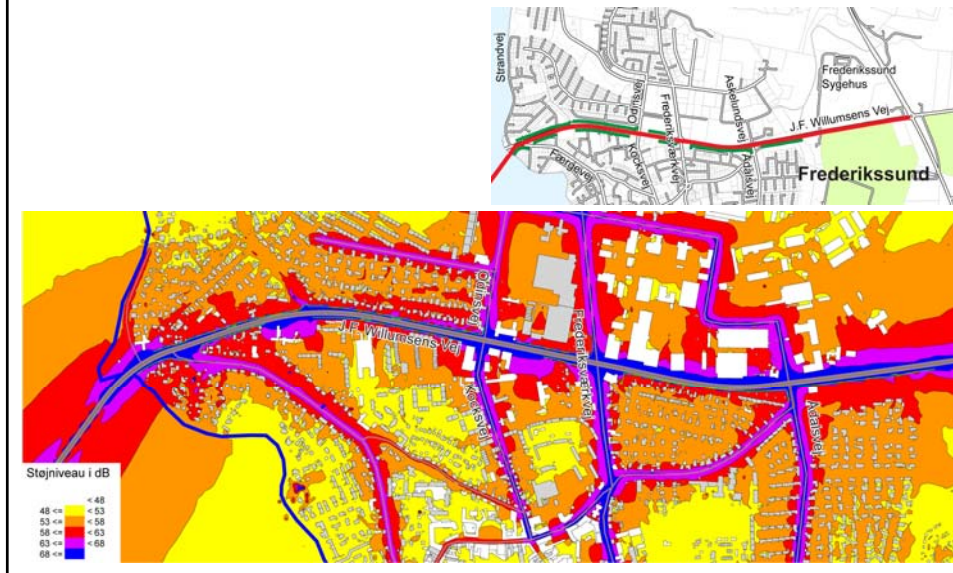 Strandvej
Odinsvej
Frederiksværkvej
Askelundsvej
Frederikssund
Sygehus
J.F. Willumsens Vej
Færgevej
Kocksvej
Ådalsvej
Frederikssund
Odinsvej
J.F. Willumsens Vej
Frederiksværkvej
Kocksvej
Ådalsvej
Støjniveau i dB
< 48
48 <= < 53
53 <= < 58
58 <= < 63
63 <= < 68
68 <=